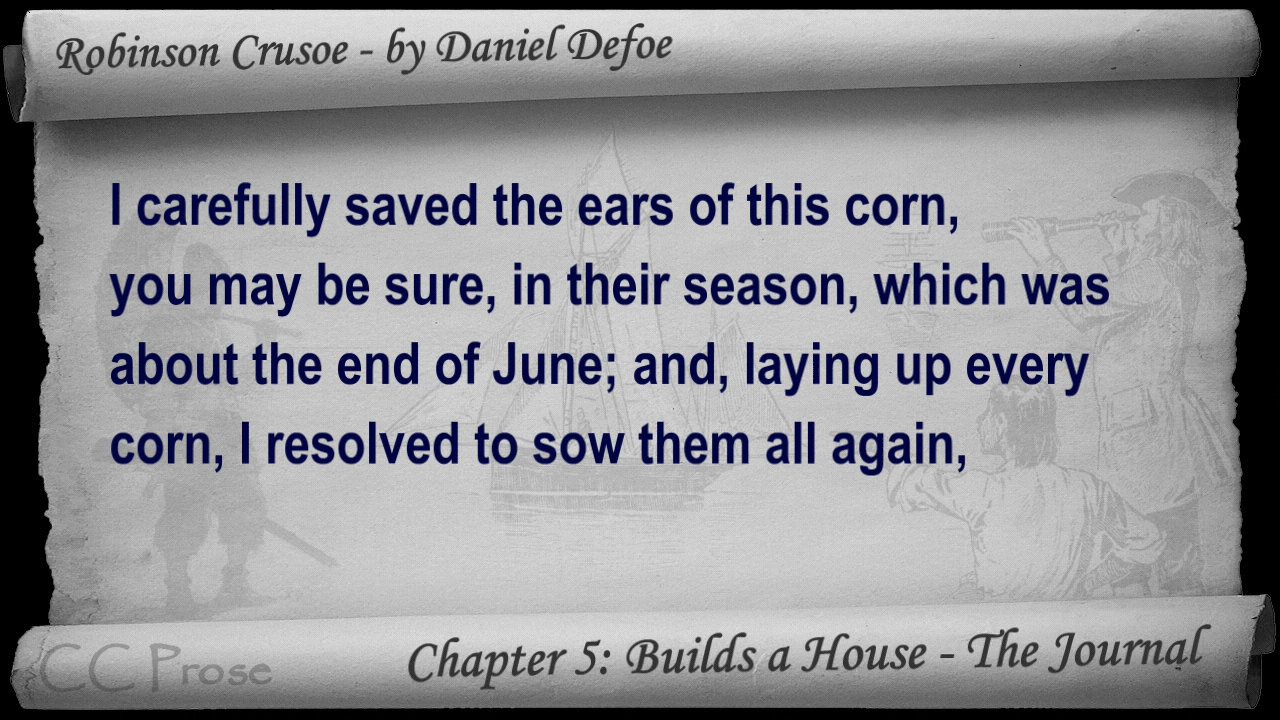 Robinson Crusoe - by Daniel Defoe
I carefully saved the ears of this corn,
you may be sure, in their season, which was
about the end of June; and, laying up every
corn, I resolved to sow them all again,
CC Prose
Chapter 5: Builds a House - The Journal